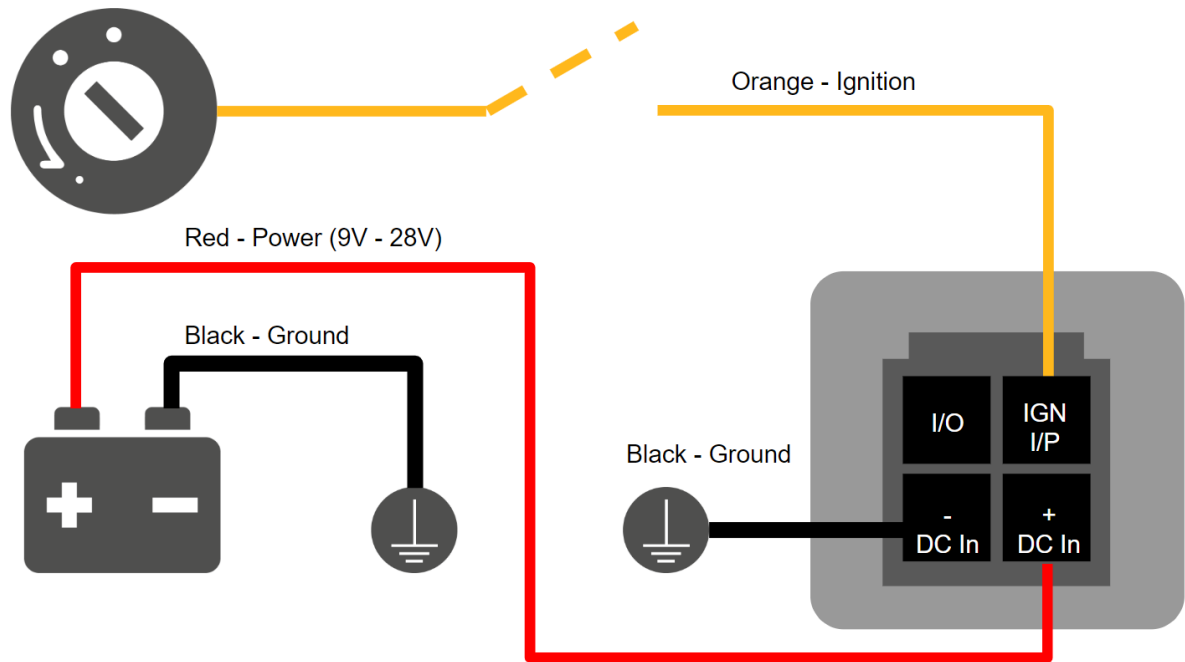 Orange - Ignition
Red - Power (9V - 28V)
Black - Ground
I/O
IGN
I/P
Black - Ground
-
DC In
+
DC In